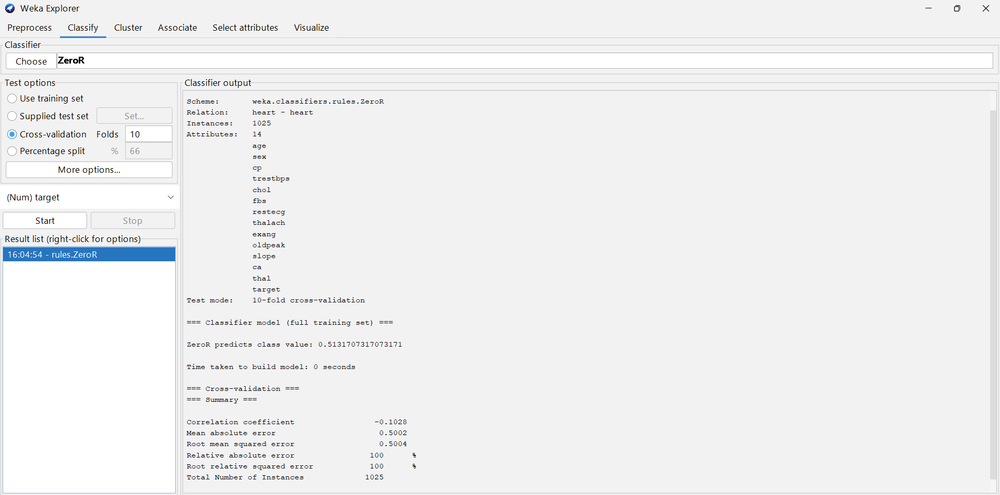 Weka Explorer
Preprocess Classify Cluster Associate Select attributes Visualize
Classifier
Choose ZeroR
Test options
Use training set
Supplied test set Set...
Cross-validation Folds 10
Percentage split % 66
More options...
(Num) target
Start Stop
Result list (right-click for options)
16:04:54 - rules.ZeroR
Classifier output
Scheme: weka.classifiers.rules.ZeroR
Relation: heart - heart
Instances: 1025
Attributes: 14
age
sex
cp
trestbps
chol
fbs
restecg
thalach
exang
oldpeak
slope
ca
thal
target
Test mode: 10-fold cross-validation
=== Classifier model (full training set) ===
ZeroR predicts class value: 0.5131707317073171
Time taken to build model: 0 seconds
=== Cross-validation ===
=== Summary ===
Correlation coefficient -0.1028
Mean absolute error 0.5002
Root mean squared error 0.5004
Relative absolute error 100 %
Root relative squared error 100 %
Total Number of Instances 1025